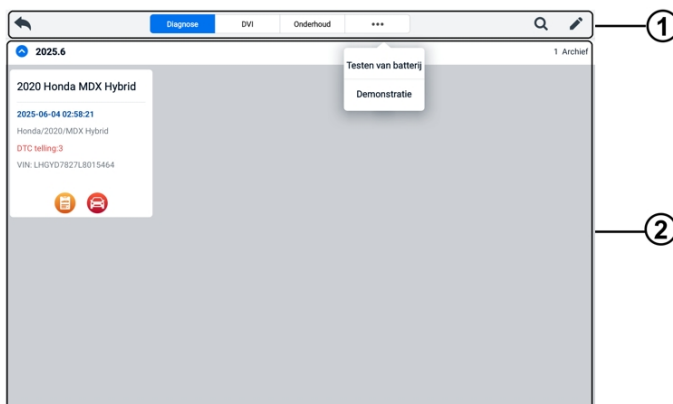 Diagnose DVI Onderhoud ••• 1
2025.6 1 Archief
Testen van batterij
Demonstratie
2020 Honda MDX Hybrid
2025-06-04 02:58:21
Honda/2020/MDX Hybrid
DTC telling:3
VIN: LHGYD7827L8015464
2